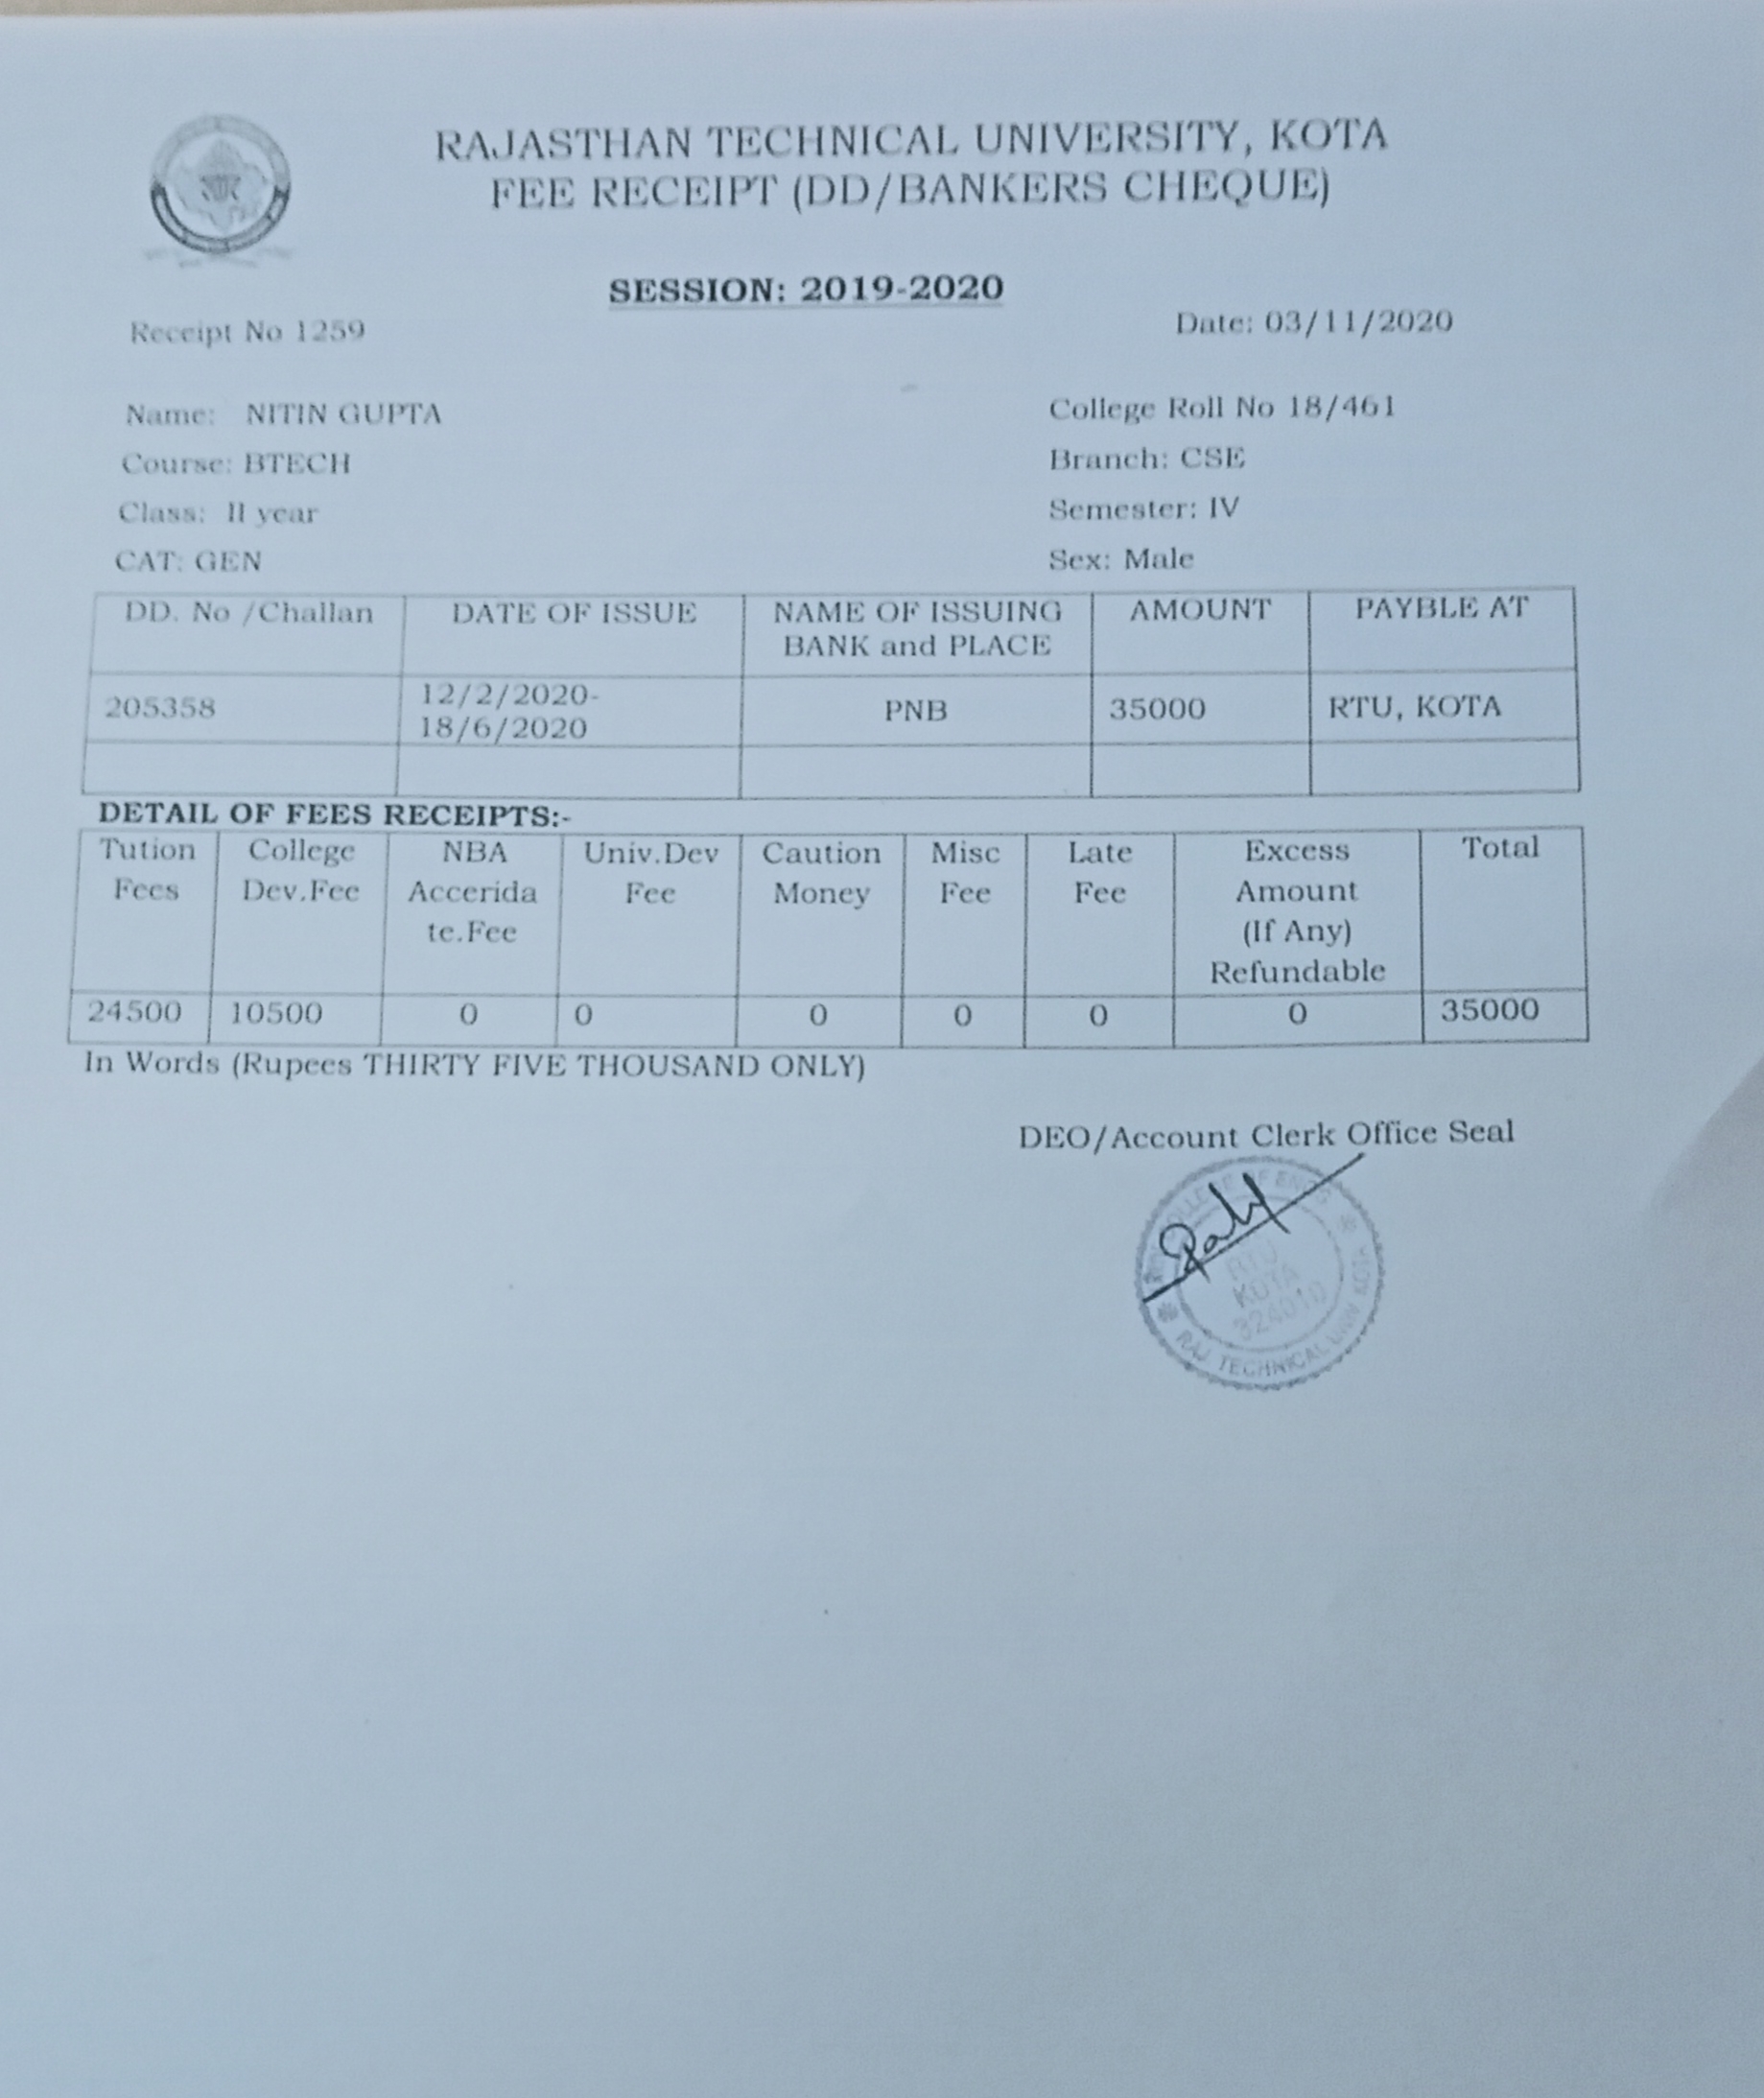 RAJASTHAN TECHNICAL UNIVERSITY, KOTA
FEE RECEIPT (DD/BANKERS CHEQUE)
SESSION: 2019-2020
Receipt No 1259
Date: 03/11/2020
Name: NITIN GUPTA
College Roll No 18/461
Course: BTECH
Branch: CSE
Class: II year
Semester: IV
CAT: GEN
Sex: Male
DD. No /Challan DATE OF ISSUE NAME OF ISSUING BANK and PLACE AMOUNT PAYBLE AT
205358 12/2/2020-18/6/2020 PNB 35000 RTU, KOTA
DETAIL OF FEES RECEIPTS:-
Tution Fees College Dev.Fee NBA Acceridate.Fee Univ.Dev Fee Caution Money Misc Fee Late Fee Excess Amount (If Any) Refundable Total
24500 10500 0 0 0 0 0 0 35000
In Words (Rupees THIRTY FIVE THOUSAND ONLY)
DEO/Account Clerk Office Seal
COLLEGE OF ENGG
RTU
KOTA
324010
RAJ. TECHNICAL UNIV. KOTA